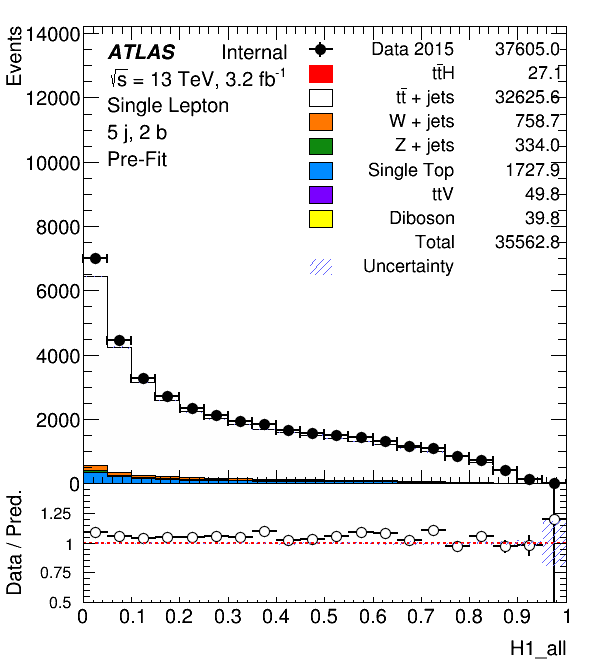 Events
14000
12000
10000
8000
6000
4000
2000
0
ATLAS Internal
√s = 13 TeV, 3.2 fb⁻¹
Single Lepton
5 j, 2 b
Pre-Fit
Data 2015 37605.0
tt̄H 27.1
tt̄ + jets 32625.6
W + jets 758.7
Z + jets 334.0
Single Top 1727.9
ttV 49.8
Diboson 39.8
Total 35562.8
Uncertainty
Data / Pred.
1.25
1
0.75
0.5
0 0.1 0.2 0.3 0.4 0.5 0.6 0.7 0.8 0.9 1
H1_all